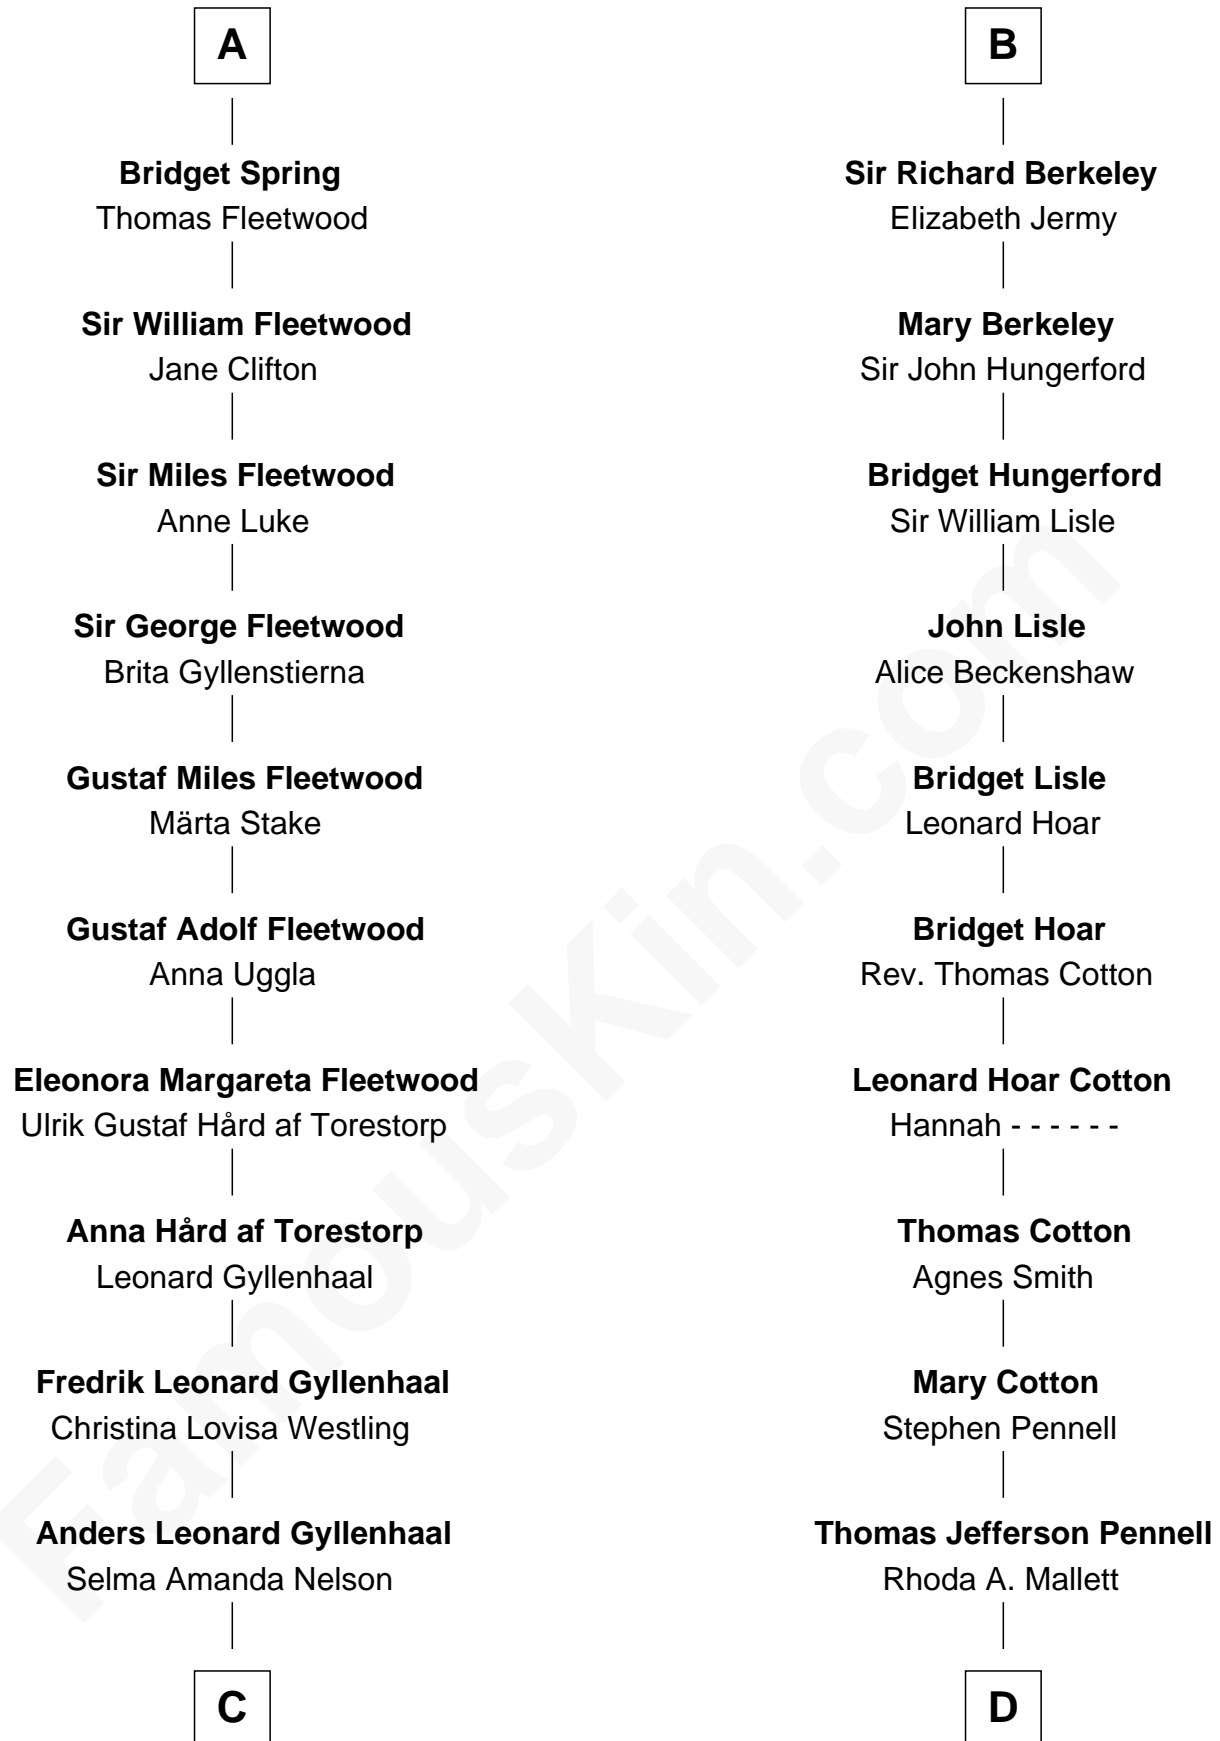 A
Bridget Spring
Thomas Fleetwood
Sir William Fleetwood
Jane Clifton
Sir Miles Fleetwood
Anne Luke
Sir George Fleetwood
Brita Gyllenstierna
Gustaf Miles Fleetwood
Märta Stake
Gustaf Adolf Fleetwood
Anna Uggla
Eleonora Margareta Fleetwood
Ulrik Gustaf Hård af Torestorp
Anna Hård af Torestorp
Leonard Gyllenhaal
Fredrik Leonard Gyllenhaal
Christina Lovisa Westling
Anders Leonard Gyllenhaal
Selma Amanda Nelson
C
B
Sir Richard Berkeley
Elizabeth Jermy
Mary Berkeley
Sir John Hungerford
Bridget Hungerford
Sir William Lisle
John Lisle
Alice Beckenshaw
Bridget Lisle
Leonard Hoar
Bridget Hoar
Rev. Thomas Cotton
Leonard Hoar Cotton
Hannah - - - - - -
Thomas Cotton
Agnes Smith
Mary Cotton
Stephen Pennell
Thomas Jefferson Pennell
Rhoda A. Mallett
D
FamousKin.com